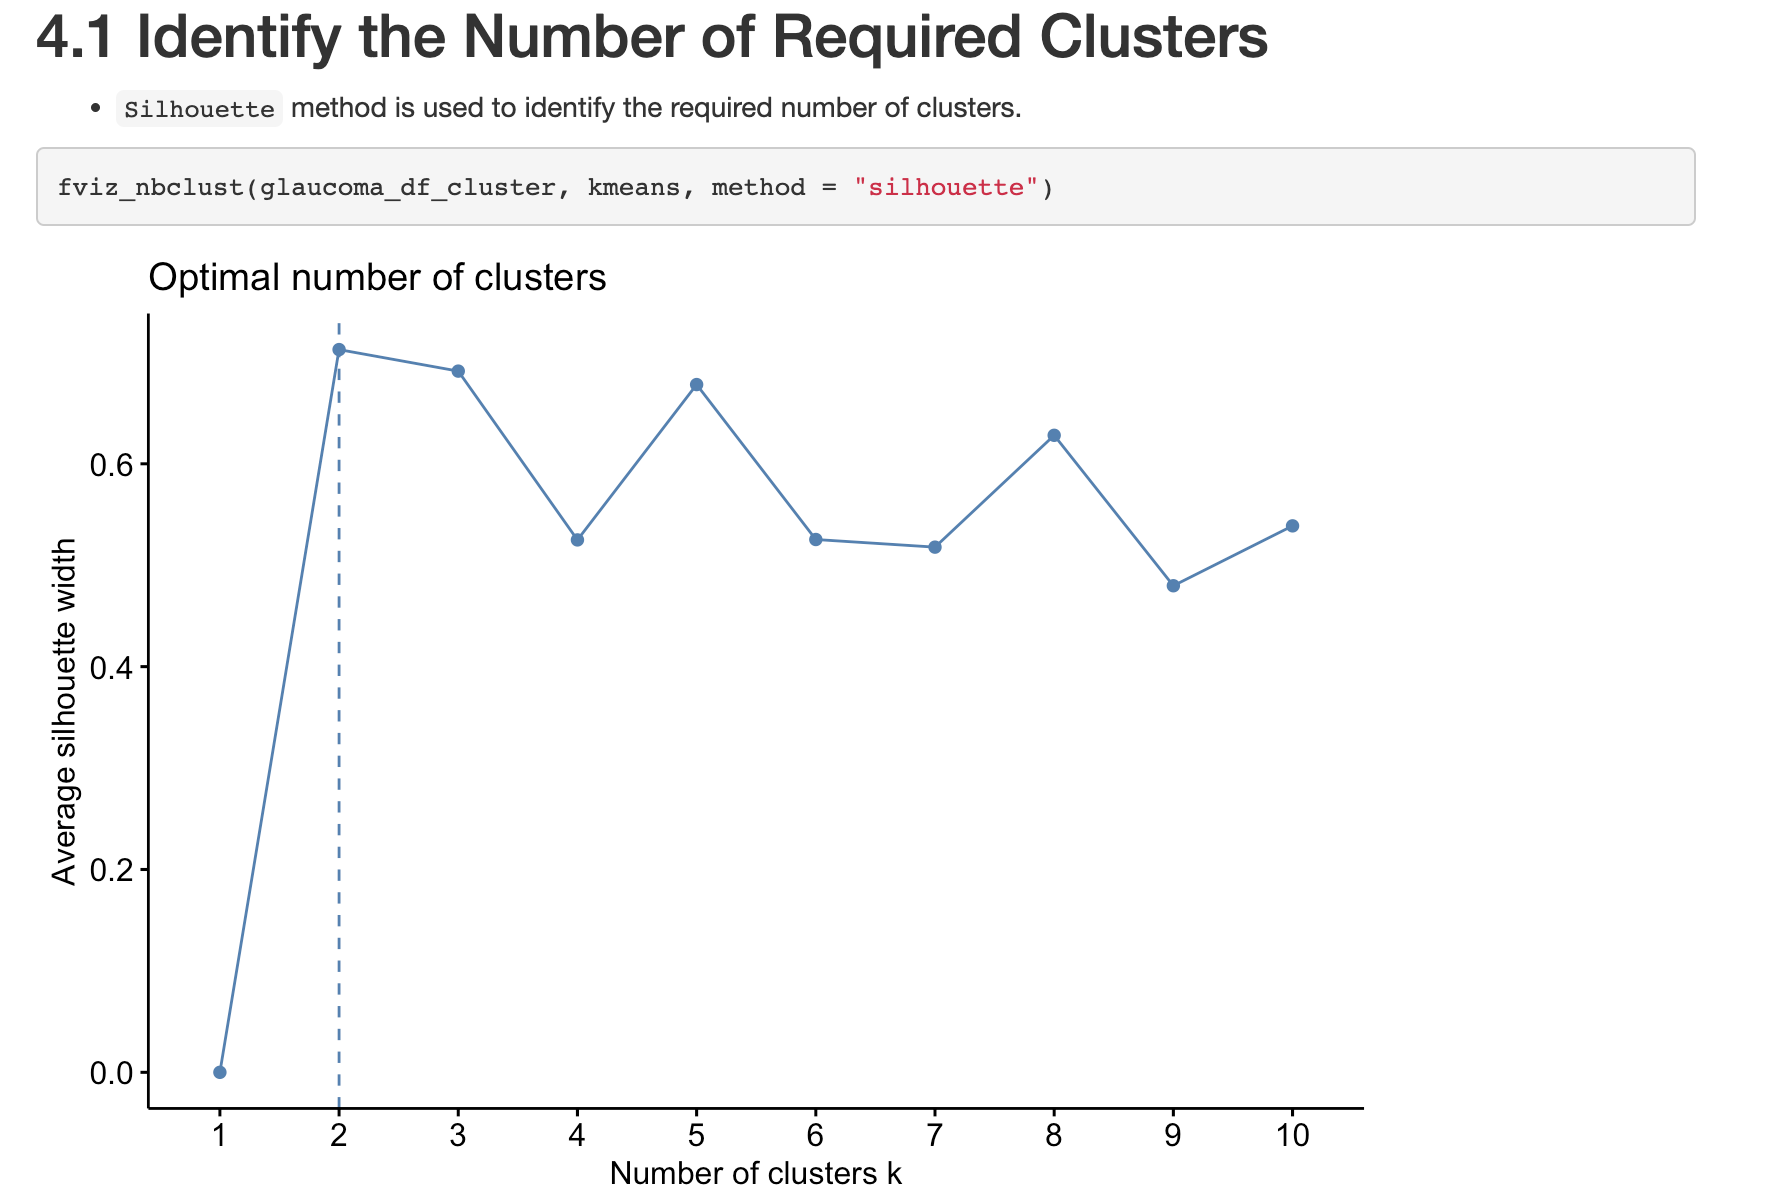 4.1 Identify the Number of Required Clusters
• Silhouette method is used to identify the required number of clusters.
fviz_nbclust(glaucoma_df_cluster, kmeans, method = "silhouette")
Optimal number of clusters
Average silhouette width
0.6
0.4
0.2
0.0
1 2 3 4 5 6 7 8 9 10
Number of clusters k